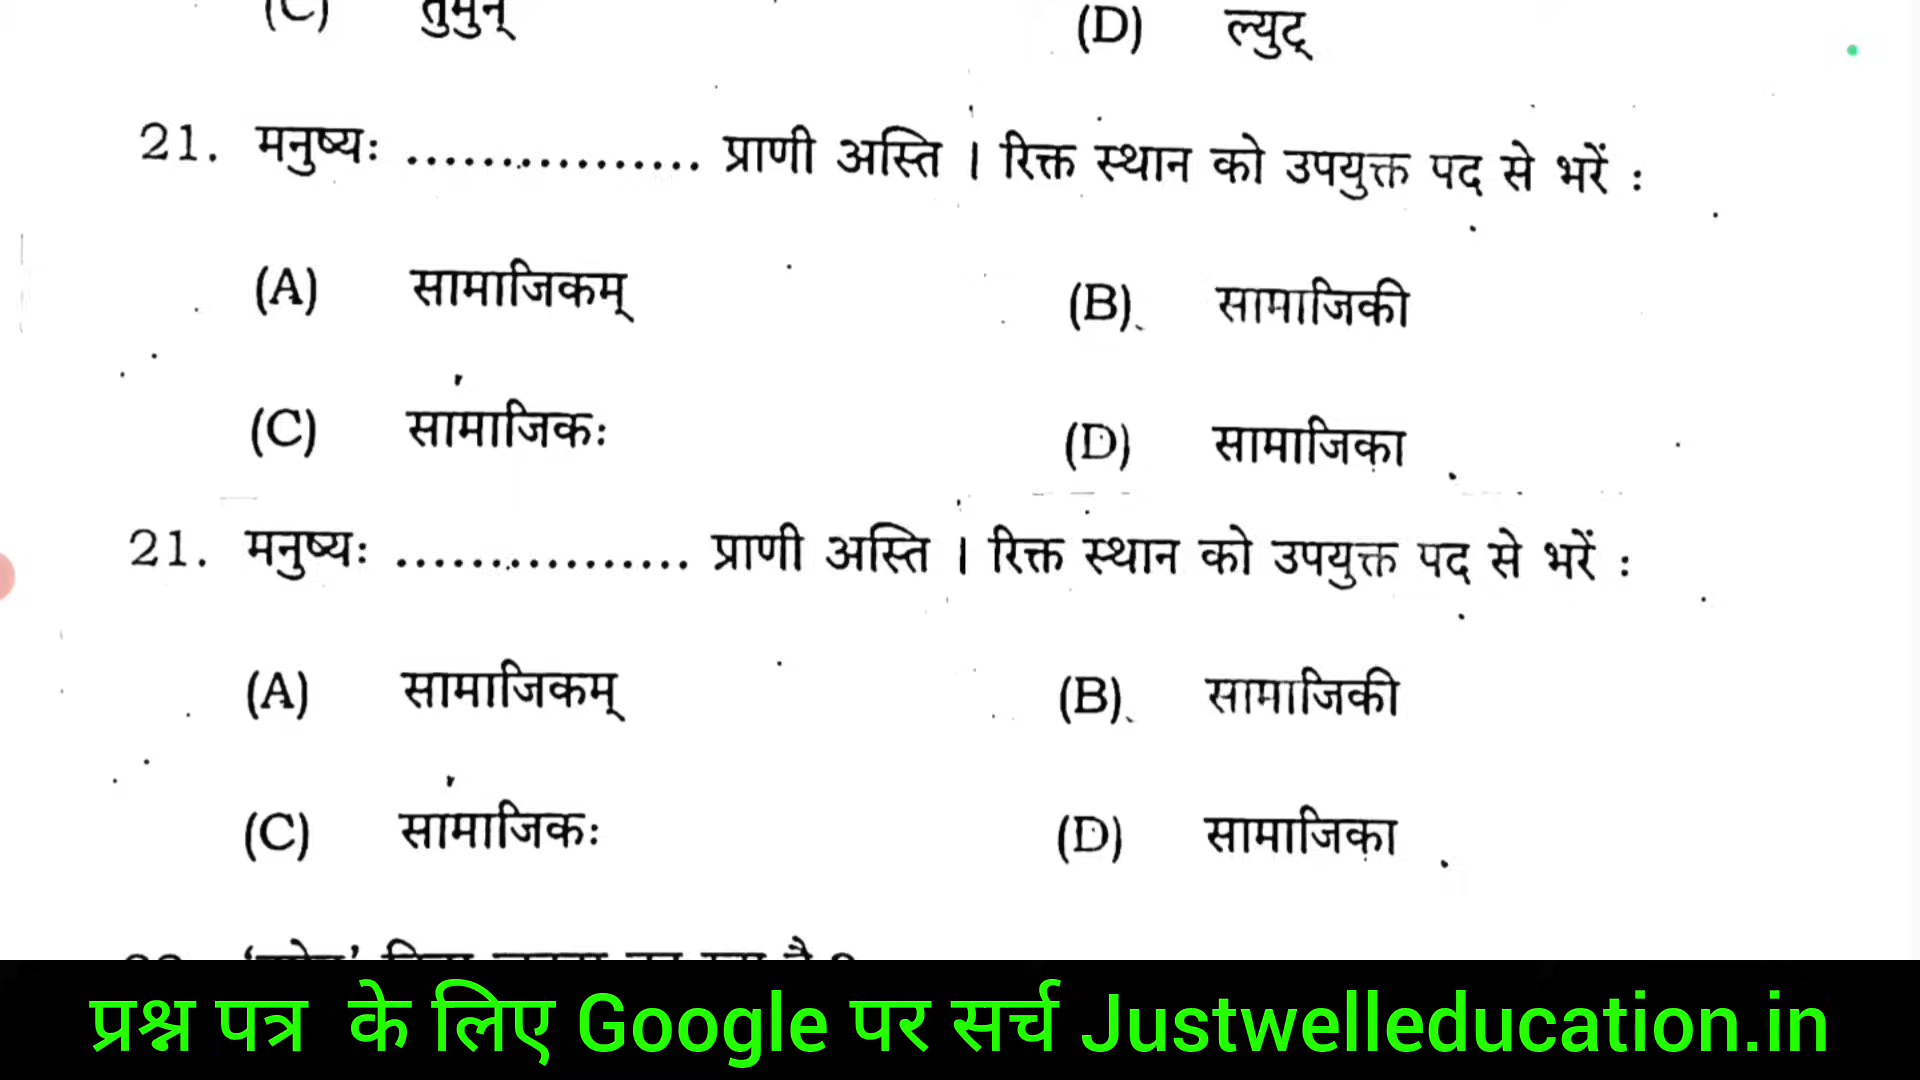 (C) तुमुन् (D) ल्युट्
21. मनुष्यः ................ प्राणी अस्ति । रिक्त स्थान को उपयुक्त पद से भरें :
(A) सामाजिकम् (B) सामाजिकी
(C) सामाजिकः (D) सामाजिका
21. मनुष्यः ................ प्राणी अस्ति । रिक्त स्थान को उपयुक्त पद से भरें :
(A) सामाजिकम् (B) सामाजिकी
(C) सामाजिकः (D) सामाजिका
प्रश्न पत्र के लिए Google पर सर्च Justwelleducation.in